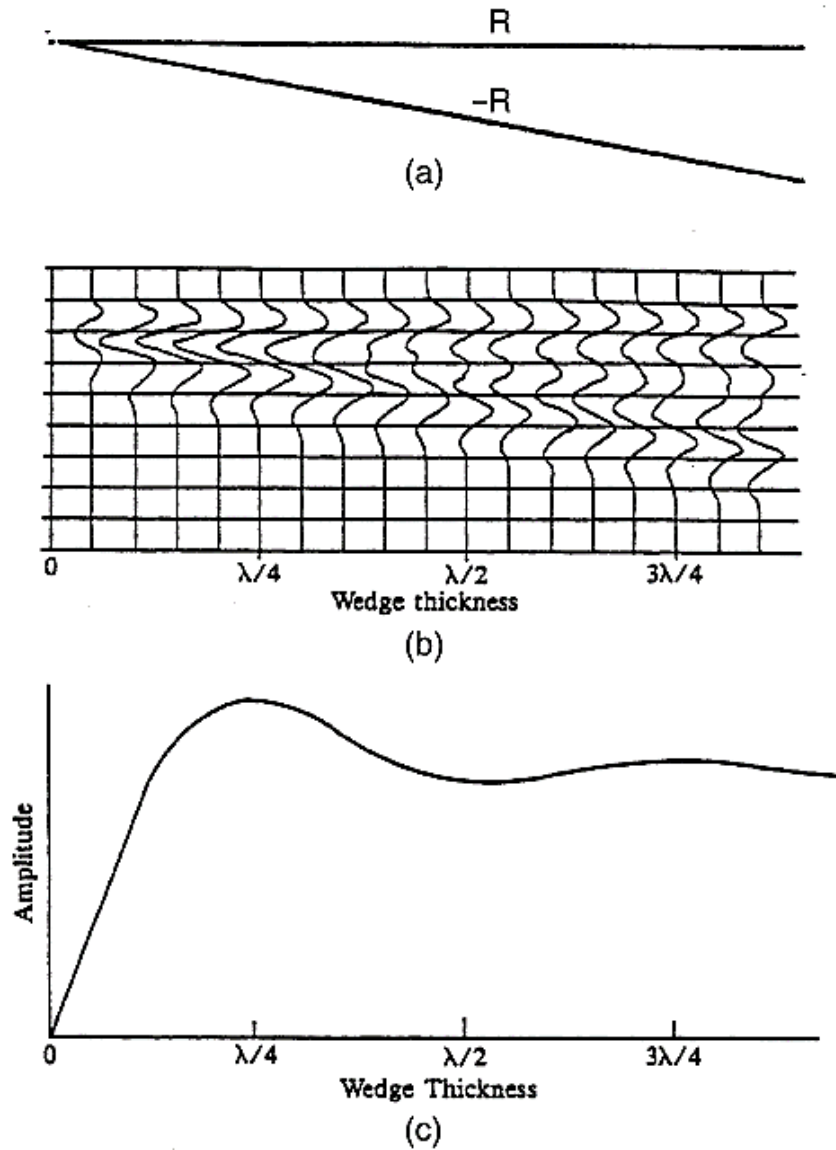 R
–R
(a)
0 λ/4 λ/2 3λ/4
Wedge thickness
(b)
Amplitude
0 λ/4 λ/2 3λ/4
Wedge Thickness
(c)